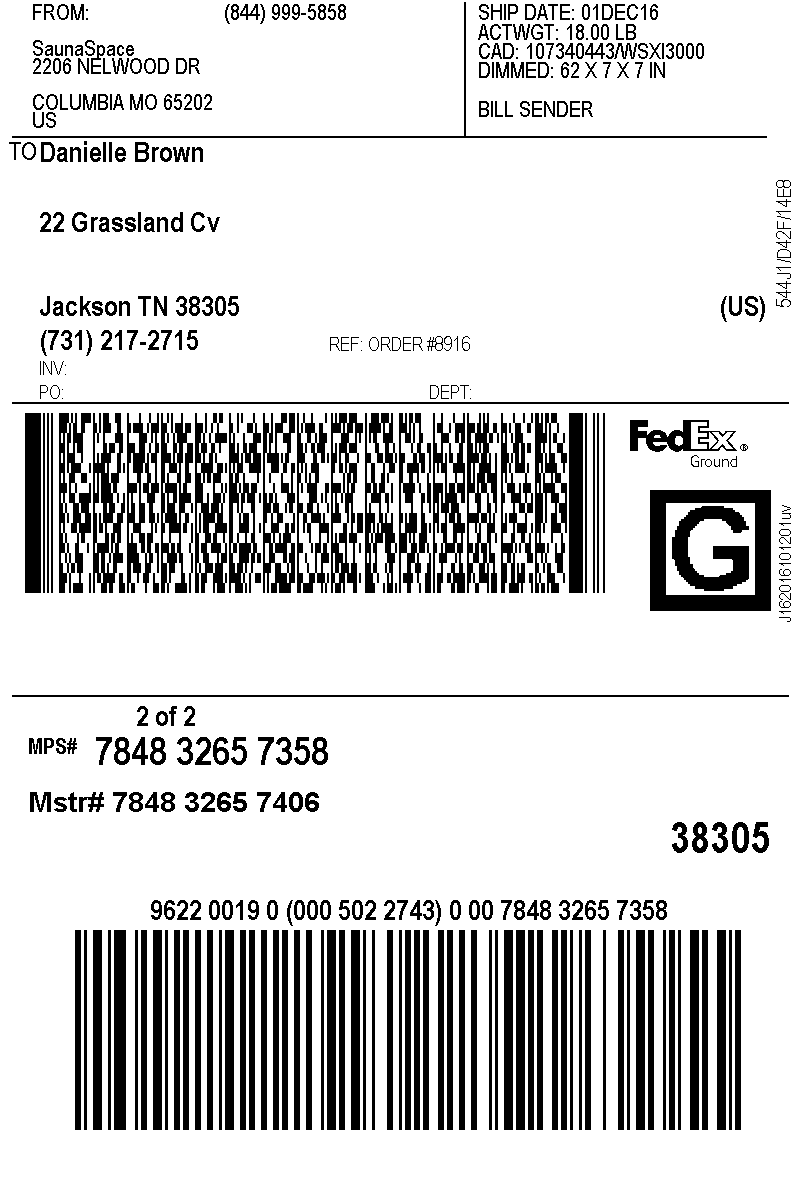 FROM: (844) 999-5858
SaunaSpace
2206 NELWOOD DR
COLUMBIA MO 65202
US
SHIP DATE: 01DEC16
ACTWGT: 18.00 LB
CAD: 107340443/WSXI3000
DIMMED: 62 X 7 X 7 IN
BILL SENDER
TO Danielle Brown
22 Grassland Cv
Jackson TN 38305 (US)
(731) 217-2715 REF: ORDER #8916
INV:
PO: DEPT:
544J1/D42F/14E8
FedEx®
Ground
G
J162016101201uv
2 of 2
MPS# 7848 3265 7358
Mstr# 7848 3265 7406
38305
9622 0019 0 (000 502 2743) 0 00 7848 3265 7358